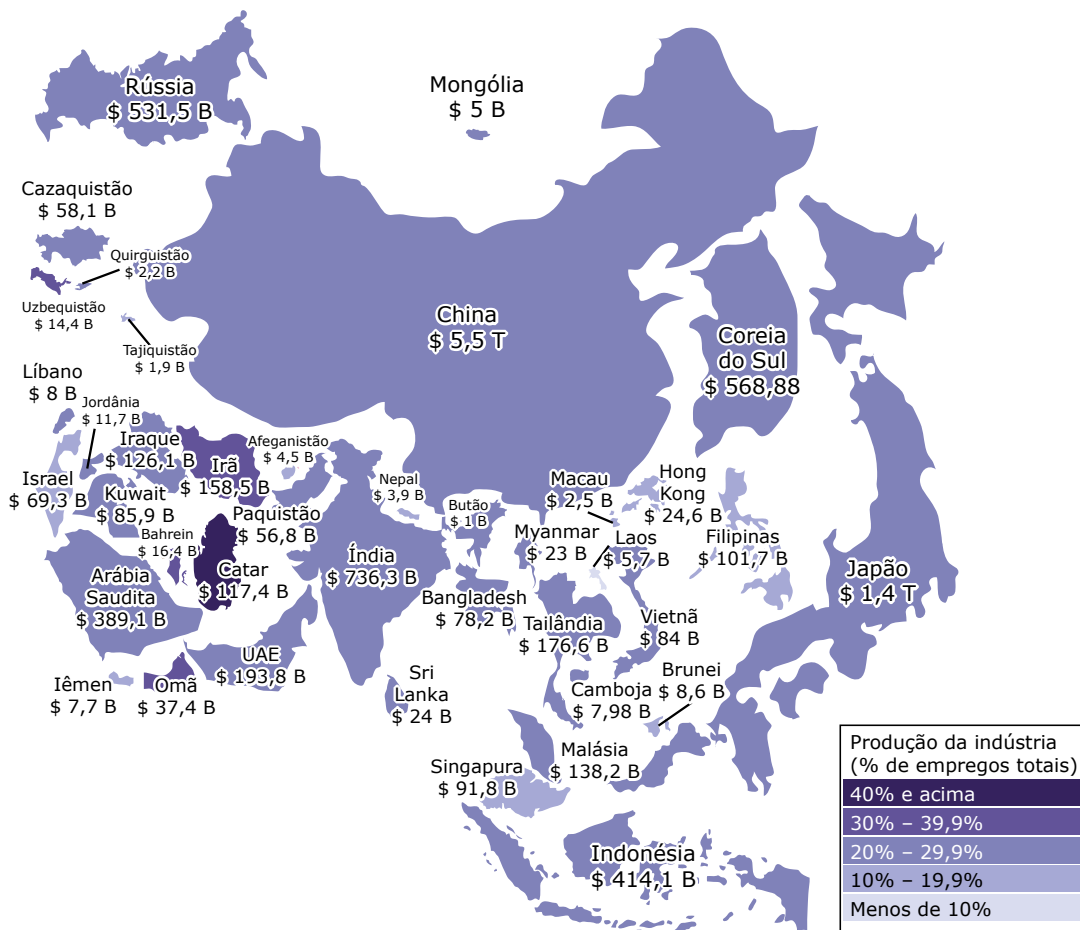 Rússia
$ 531,5 B
Mongólia
$ 5 B
Cazaquistão
$ 58,1 B
Quirguistão
$ 2,2 B
Uzbequistão
$ 14,4 B
Tajiquistão
$ 1,9 B
China
$ 5,5 T
Coreia
do Sul
$ 568,88
Líbano
$ 8 B
Jordânia
$ 11,7 B
Iraque
$ 126,1 B
Irã
$ 158,5 B
Afeganistão
$ 4,5 B
Israel
$ 69,3 B
Kuwait
$ 85,9 B
Nepal
$ 3,9 B
Butão
$ 1 B
Macau
$ 2,5 B
Hong
Kong
$ 24,6 B
Bahrein
$ 16,4 B
Paquistão
$ 56,8 B
Myanmar
$ 23 B
Laos
$ 5,7 B
Filipinas
$ 101,7 B
Arábia
Saudita
$ 389,1 B
Catar
$ 117,4 B
Índia
$ 736,3 B
Japão
$ 1,4 T
Bangladesh
$ 78,2 B
Tailândia
$ 176,6 B
Vietnã
$ 84 B
UAE
$ 193,8 B
Iêmen
$ 7,7 B
Omã
$ 37,4 B
Sri
Lanka
$ 24 B
Camboja
$ 7,98 B
Brunei
$ 8,6 B
Malásia
$ 138,2 B
Singapura
$ 91,8 B
Indonésia
$ 414,1 B
Produção da indústria
(% de empregos totais)
40% e acima
30% – 39,9%
20% – 29,9%
10% – 19,9%
Menos de 10%